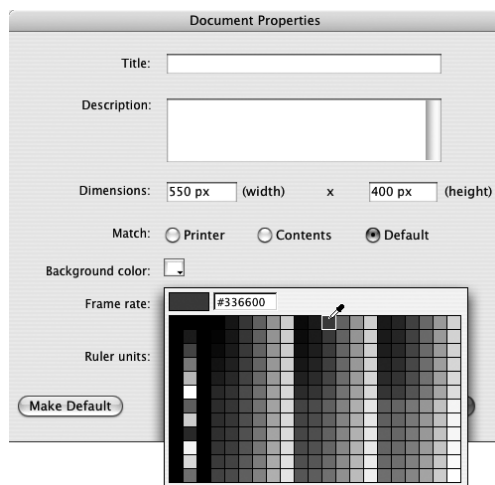 Document Properties
Title:
Description:
Dimensions: 550 px (width) x 400 px (height)
Match: Printer Contents Default
Background color:
Frame rate: #336600
Ruler units:
Make Default